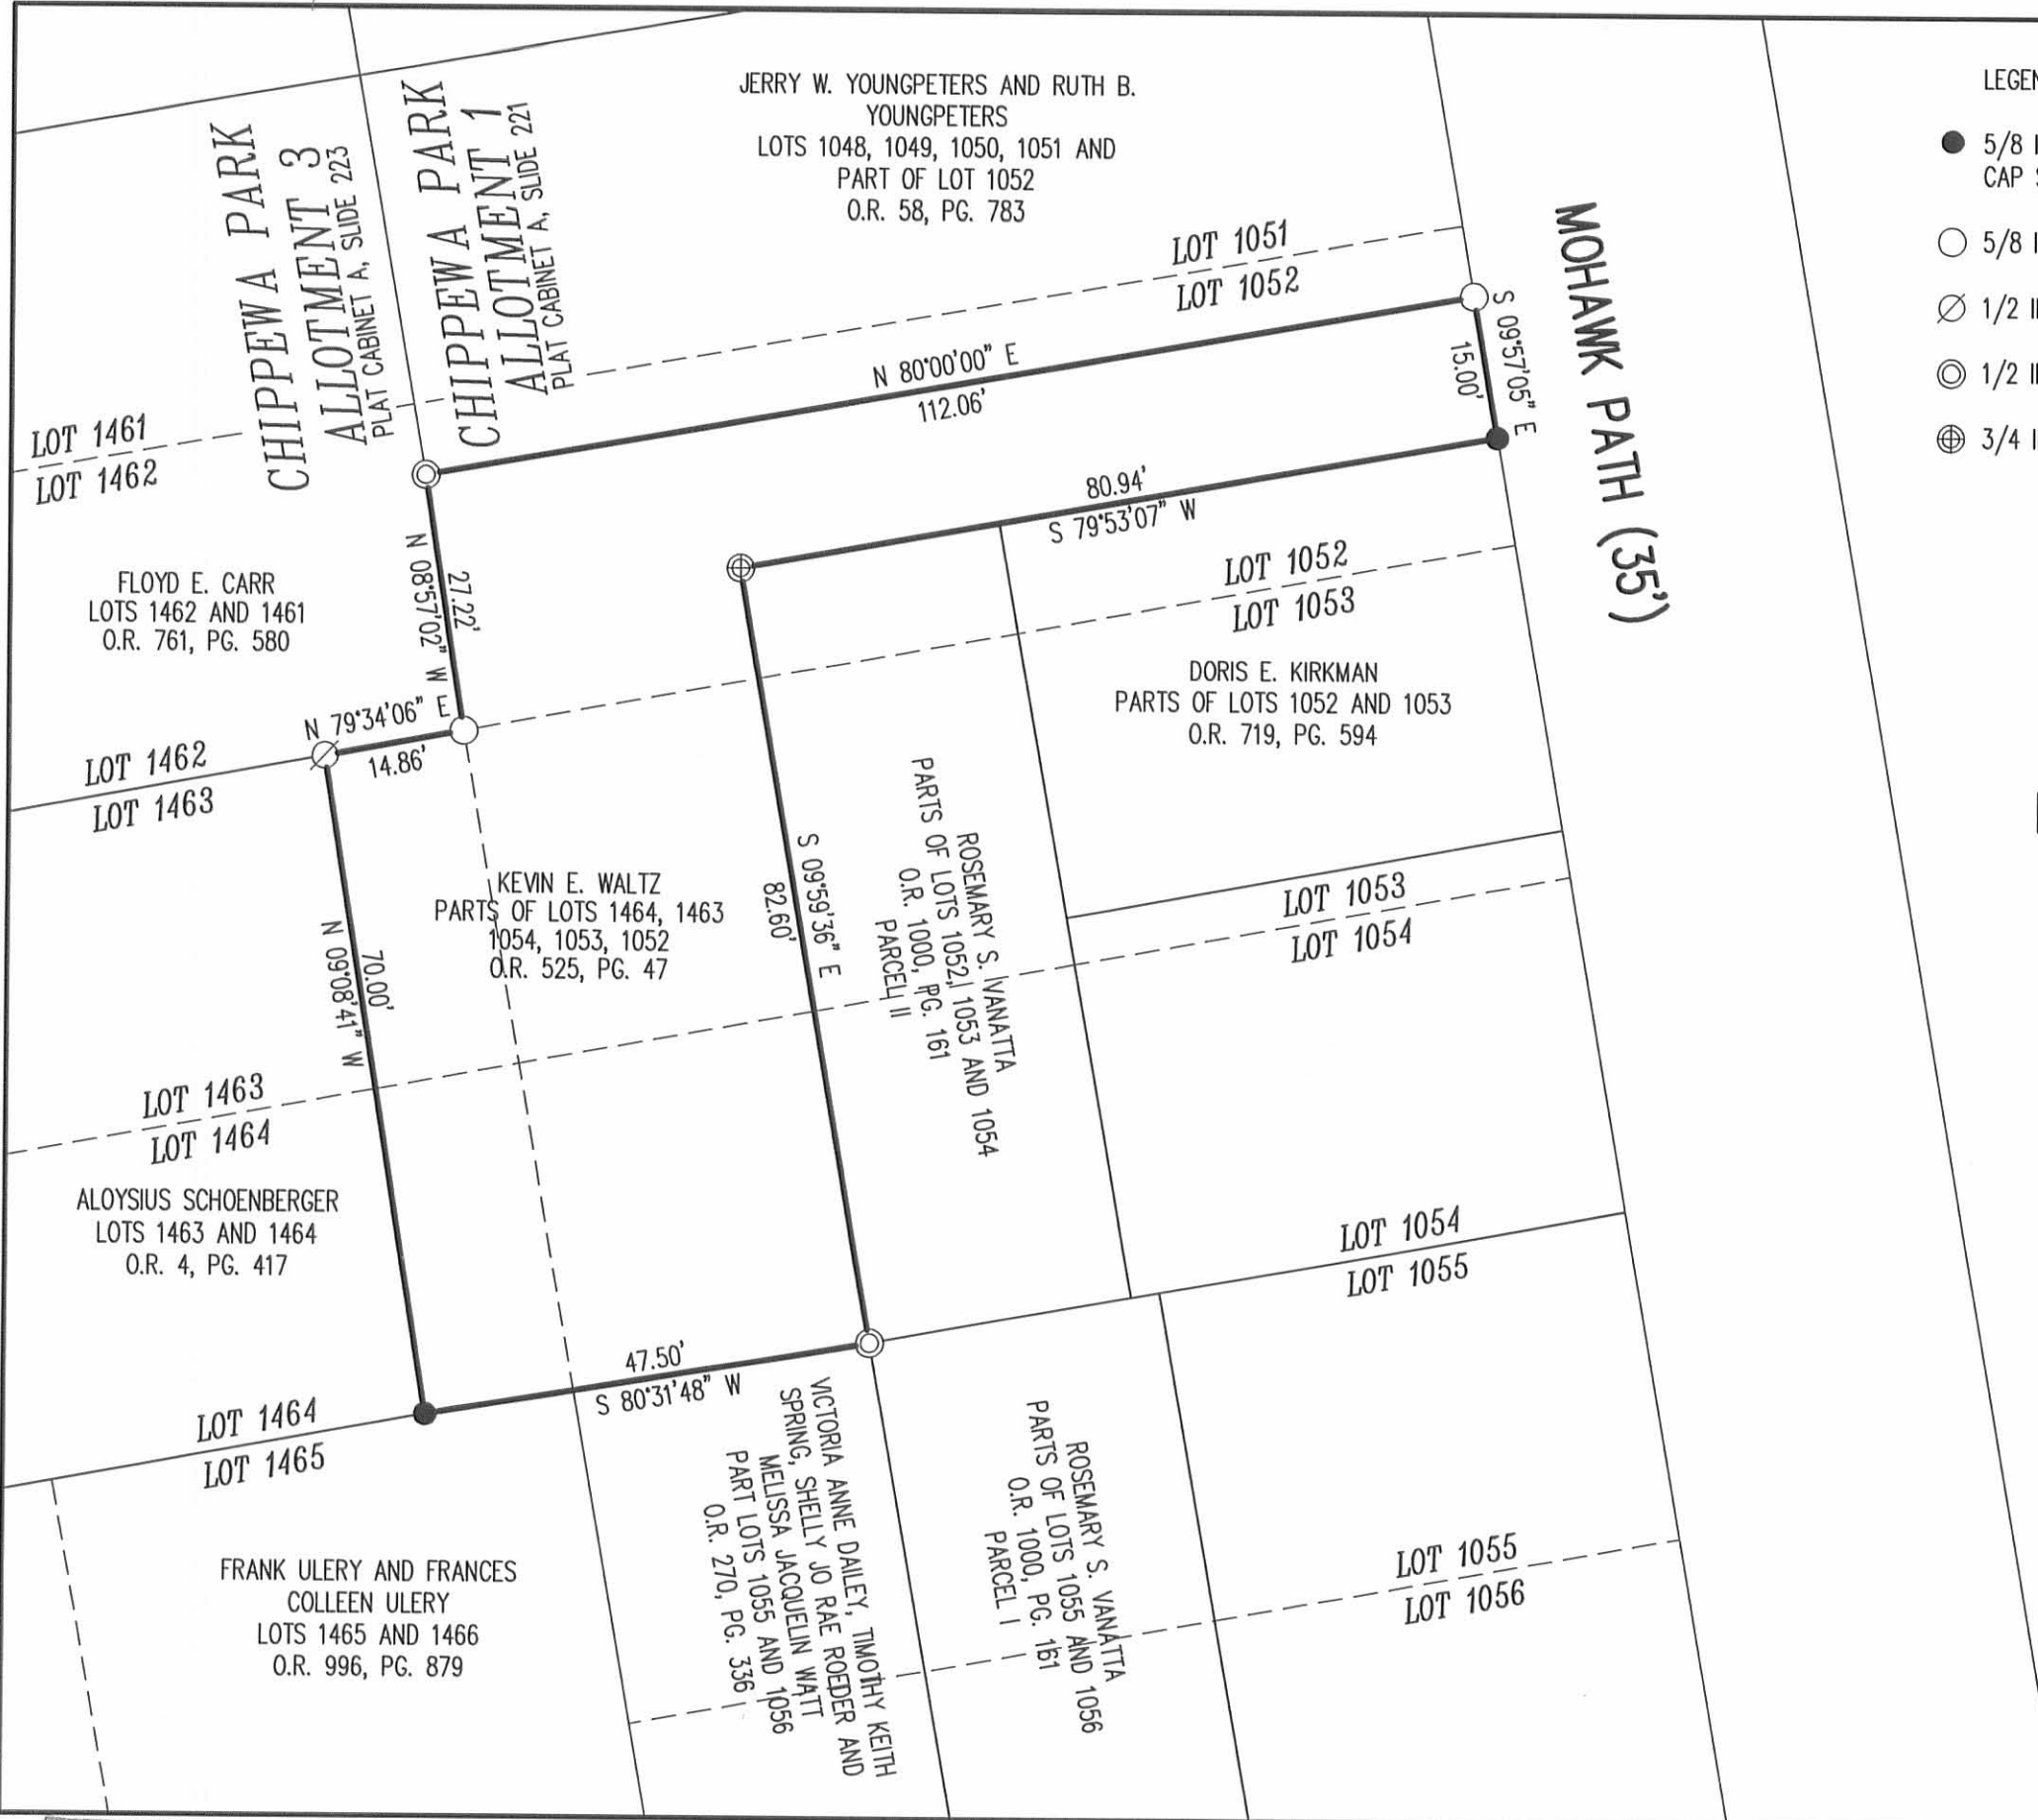 JERRY W. YOUNGPETERS AND RUTH B.
YOUNGPETERS
LOTS 1048, 1049, 1050, 1051 AND
PART OF LOT 1052
O.R. 58, PG. 783
CHIPPEWA PARK
ALLOTMENT 3
PLAT CABINET A, SLIDE 223
CHIPPEWA PARK
ALLOTMENT 1
PLAT CABINET A, SLIDE 221
5/8
CAP
5/8
1/2
1/2
3/4
MOHAWK PATH (35')
LOT 1051
LOT 1052
S 09°57'05" E
15.00'
N 80°00'00" E
112.06'
LOT 1461
LOT 1462
80.94'
S 79°53'07" W
N 08°57'02" W
27.22'
FLOYD E. CARR
LOTS 1462 AND 1461
O.R. 761, PG. 580
LOT 1052
LOT 1053
DORIS E. KIRKMAN
PARTS OF LOTS 1052 AND 1053
O.R. 719, PG. 594
N 79°34'06" E
14.86'
LOT 1462
LOT 1463
KEVIN E. WALTZ
PARTS OF LOTS 1464, 1463
1054, 1053, 1052
O.R. 525, PG. 47
S 09°59'36" E
82.60'
ROSEMARY S. VANATTA
PARTS OF LOTS 1052, 1053 AND 1054
O.R. 1000, PG. 161
PARCEL II
LOT 1053
LOT 1054
70.00'
N 09°08'41" W
LOT 1463
LOT 1464
ALOYSIUS SCHOENBERGER
LOTS 1463 AND 1464
O.R. 4, PG. 417
LOT 1054
LOT 1055
47.50'
S 80°31'48" W
LOT 1464
LOT 1465
FRANK ULERY AND FRANCES
COLLEEN ULERY
LOTS 1465 AND 1466
O.R. 996, PG. 879
VICTORIA ANNE DAILEY, TIMOTHY KEITH
SPRING, SHELLY JO RAE ROEDER AND
MELISSA JACQUELIN WATT
PART LOTS 1055 AND 1056
O.R. 270, PG. 336
ROSEMARY S. VANATTA
PARTS OF LOTS 1055 AND 1056
O.R. 1000, PG. 161
PARCEL I
LOT 1055
LOT 1056